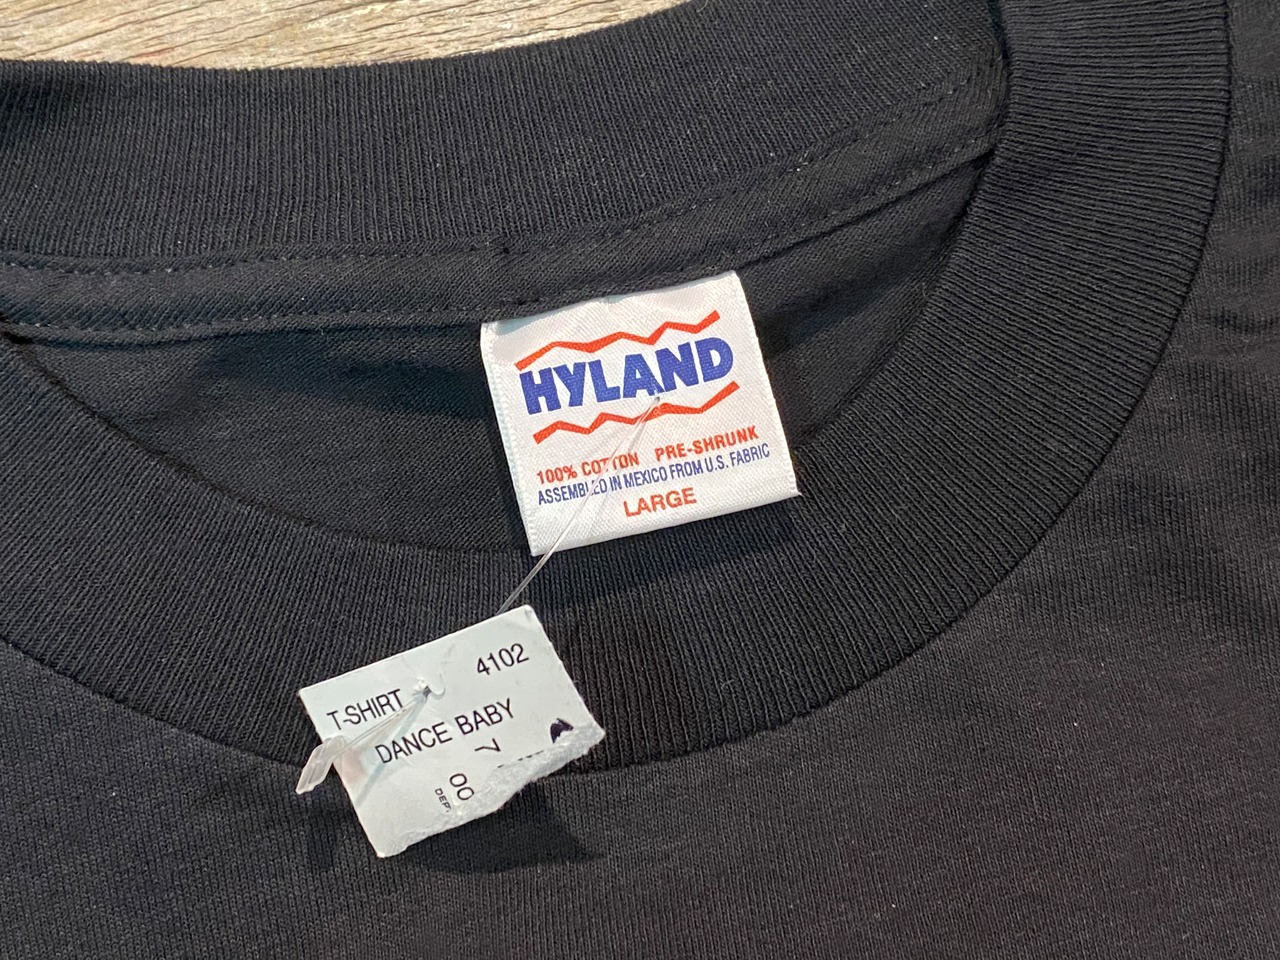 HYLAND
100% COTTON PRE-SHRUNK
ASSEMBLED IN MEXICO FROM U.S. FABRIC
LARGE
4102
T-SHIRT
DANCE BABY
7
00